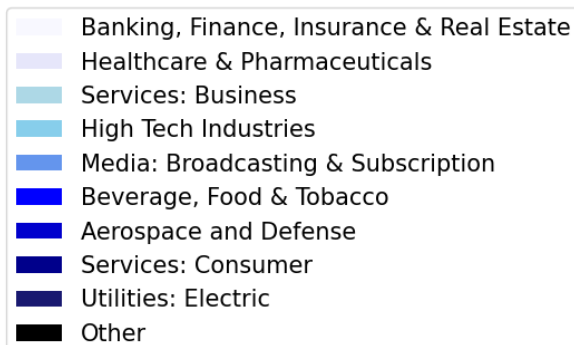 Banking, Finance, Insurance & Real Estate
Healthcare & Pharmaceuticals
Services: Business
High Tech Industries
Media: Broadcasting & Subscription
Beverage, Food & Tobacco
Aerospace and Defense
Services: Consumer
Utilities: Electric
Other